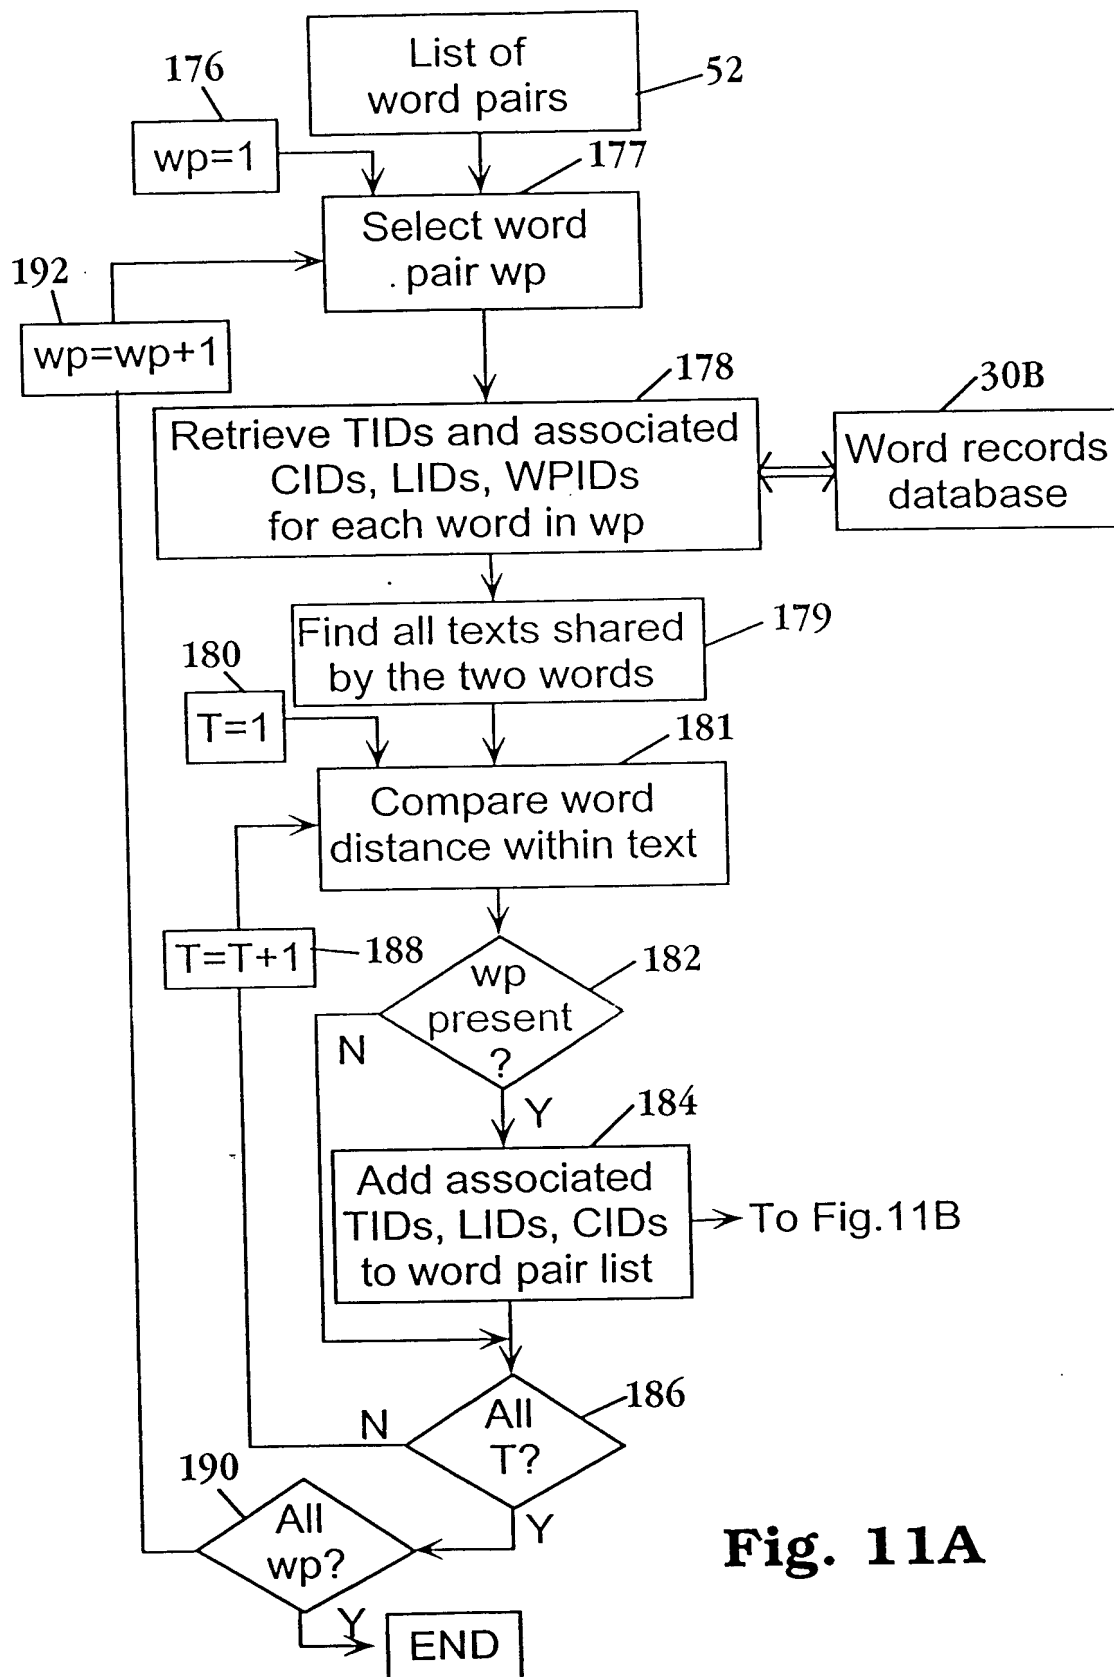 List of
word pairs
52
176
wp=1
177
Select word
pair wp
192
wp=wp+1
178
Retrieve TIDs and associated
CIDs, LIDs, WPIDs
for each word in wp
30B
Word records
database
Find all texts shared
by the two words
179
180
T=1
181
Compare word
distance within text
T=T+1
188
wp
present
?
182
N
Y
184
Add associated
TIDs, LIDs, CIDs
to word pair list
To Fig.11B
All
T?
186
N
Y
190
All
wp?
Y
END
Fig. 11A